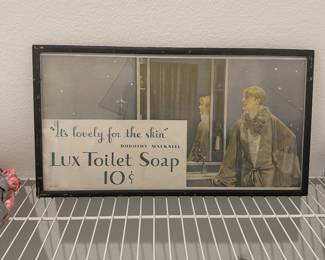 "It's lovely for the skin"
DOROTHY MACKAILL
Lux Toilet Soap
10¢